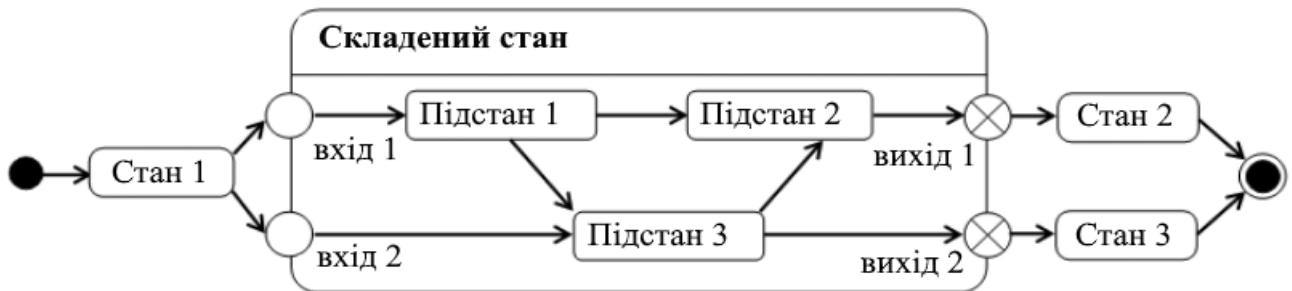 Складений стан
Підстан 1
Підстан 2
Стан 2
вхід 1
вихід 1
Стан 1
Підстан 3
Стан 3
вхід 2
вихід 2